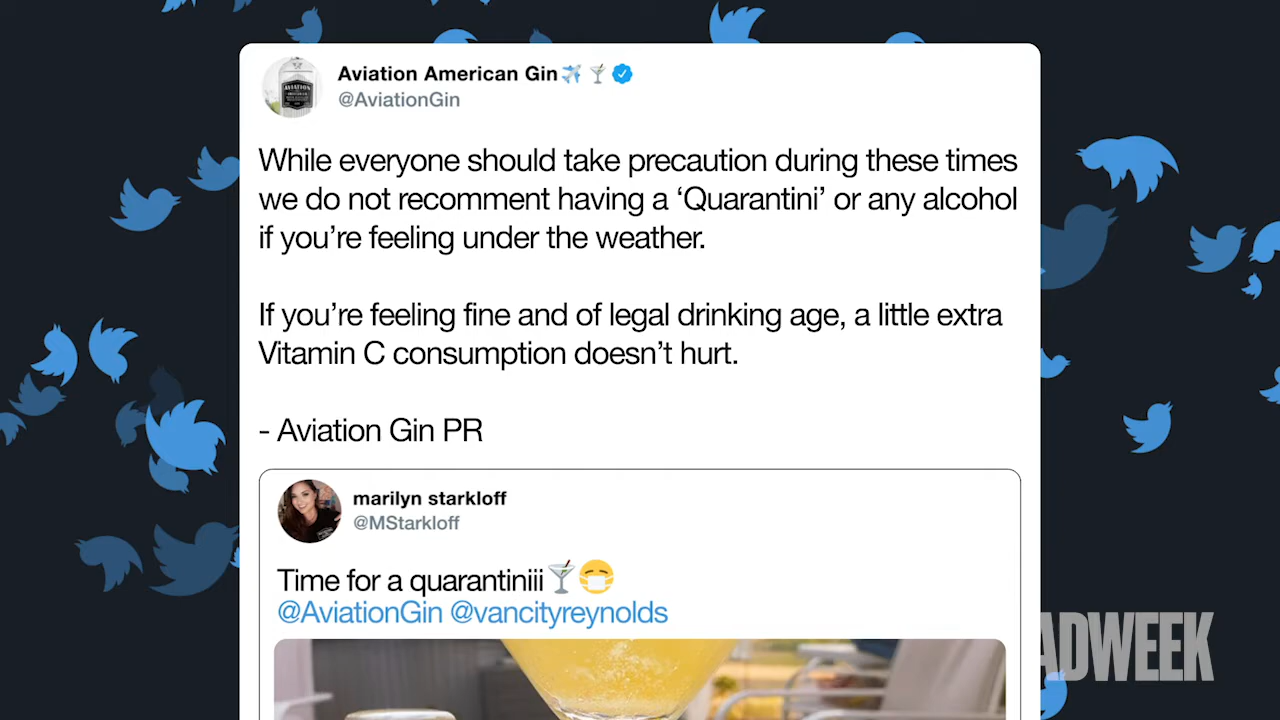 Aviation American Gin✈️🍸
@AviationGin
While everyone should take precaution during these times
we do not recomment having a ‘Quarantini’ or any alcohol
if you’re feeling under the weather.
If you’re feeling fine and of legal drinking age, a little extra
Vitamin C consumption doesn’t hurt.
- Aviation Gin PR
marilyn starkloff
@MStarkloff
Time for a quarantiniii🍸😷
@AviationGin @vancityreynolds
ADWEEK